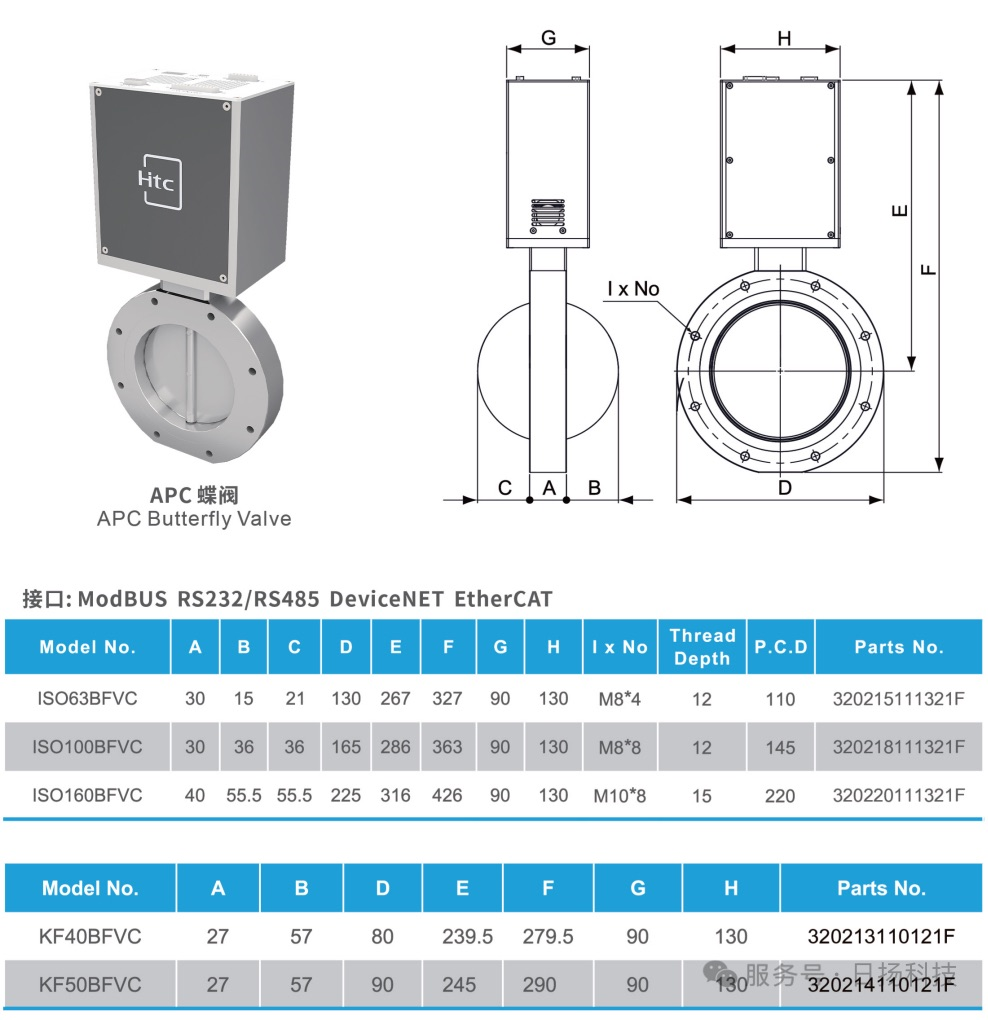 Htc
G
H
E
F
I x No
C
A
B
D
APC 蝶阀
APC Butterfly Valve
接口: ModBUS RS232/RS485 DeviceNET EtherCAT
Model No. A B C D E F G H I x No Thread Depth P.C.D Parts No.
ISO63BFVC 30 15 21 130 267 327 90 130 M8*4 12 110 320215111321F
ISO100BFVC 30 36 36 165 286 363 90 130 M8*8 12 145 320218111321F
ISO160BFVC 40 55.5 55.5 225 316 426 90 130 M10*8 15 220 320220111321F
Model No. A B D E F G H Parts No.
KF40BFVC 27 57 80 239.5 279.5 90 130 320213110121F
KF50BFVC 27 57 90 245 290 90 130 320214110121F
服务号·日扬科技